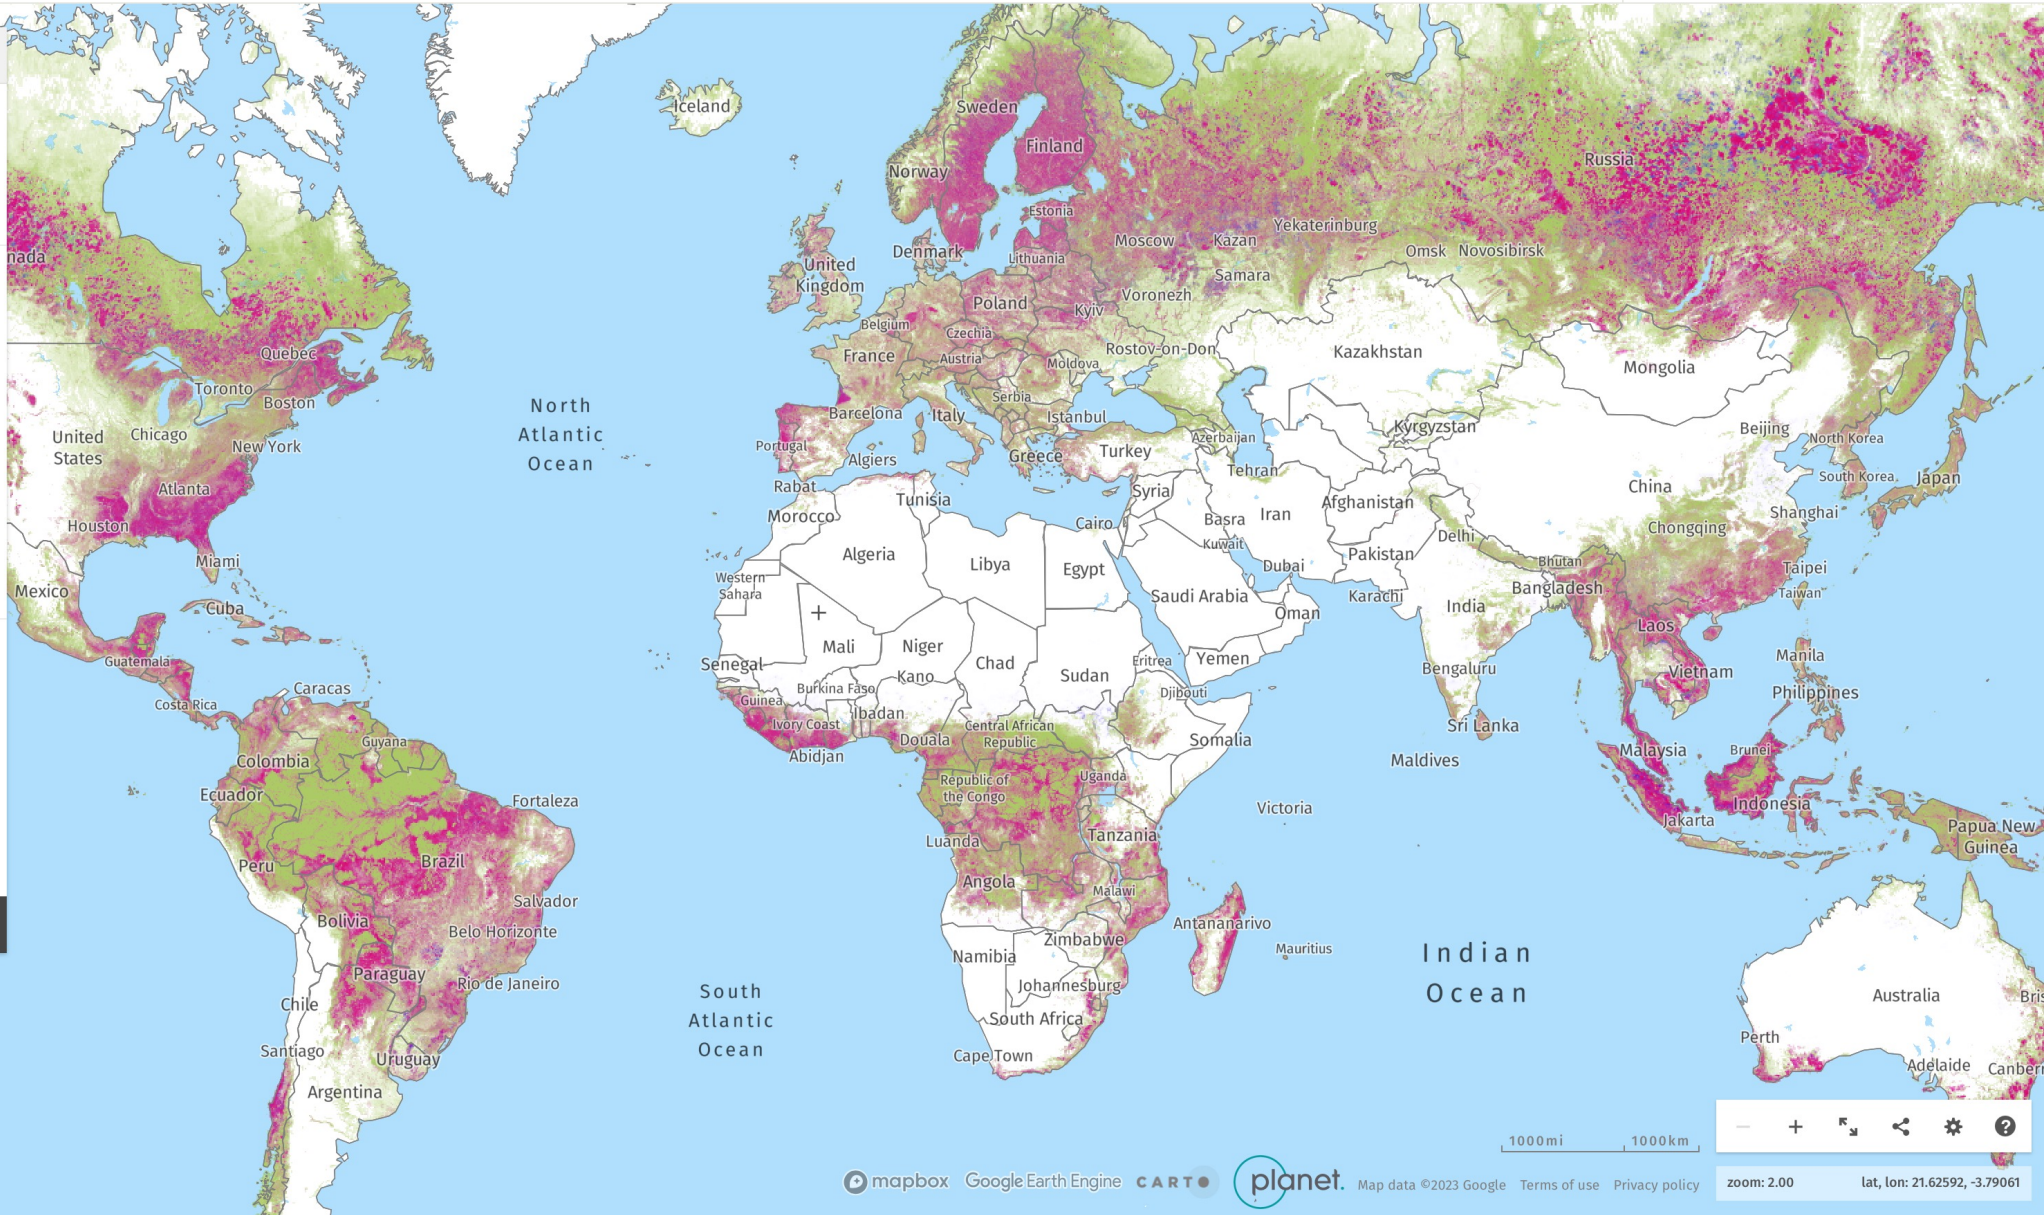 Iceland
Sweden
Finland
Norway
Russia
Estonia
Yekaterinburg
Moscow
Kazan
Denmark
Omsk
Novosibirsk
nada
Lithuania
United
Kingdom
Samara
Voronezh
Poland
Kyiv
Belgium
Czechia
Quebec
France
Austria
Moldova
Rostov-on-Don
Kazakhstan
Mongolia
Toronto
Boston
Serbia
North
Atlantic
Ocean
Barcelona
Italy
Istanbul
Kyrgyzstan
Beijing
North Korea
United
States
Chicago
New York
Portugal
Algiers
Greece
Turkey
Azerbaijan
Tehran
South Korea
Japan
Atlanta
Rabat
Tunisia
Syria
Afghanistan
China
Houston
Morocco
Cairo
Basra
Iran
Shanghai
Chongqing
Delhi
Kuwait
Miami
Algeria
Libya
Egypt
Pakistan
Dubai
Bhutan
Taipei
Mexico
Western
Sahara
Saudi Arabia
Karachi
Bangladesh
Taiwan
Cuba
India
Oman
Laos
Mali
Niger
Guatemala
Senegal
Chad
Sudan
Eritrea
Yemen
Bengaluru
Vietnam
Manila
Caracas
Burkina Faso
Kano
Djibouti
Philippines
Costa Rica
Guinea
Ivory Coast
Ibadan
Central African
Republic
Sri Lanka
Guyana
Douala
Somalia
Abidjan
Colombia
Maldives
Malaysia
Brunei
Ecuador
Republic of
the Congo
Uganda
Fortaleza
Victoria
Indonesia
Jakarta
Luanda
Tanzania
Papua New
Guinea
Peru
Brazil
Angola
Malawi
Salvador
Bolivia
Belo Horizonte
Antananarivo
Zimbabwe
Mauritius
Namibia
Indian
Ocean
Paraguay
Rio de Janeiro
Johannesburg
Chile
South
Atlantic
Ocean
South Africa
Australia
Bris
Perth
Santiago
Uruguay
Cape Town
Adelaide
Canberr
Argentina
1000mi
1000km
mapbox
Google Earth Engine
CARTO
planet.
Map data ©2023 Google
Terms of use
Privacy policy
zoom: 2.00
lat, lon: 21.62592, -3.79061